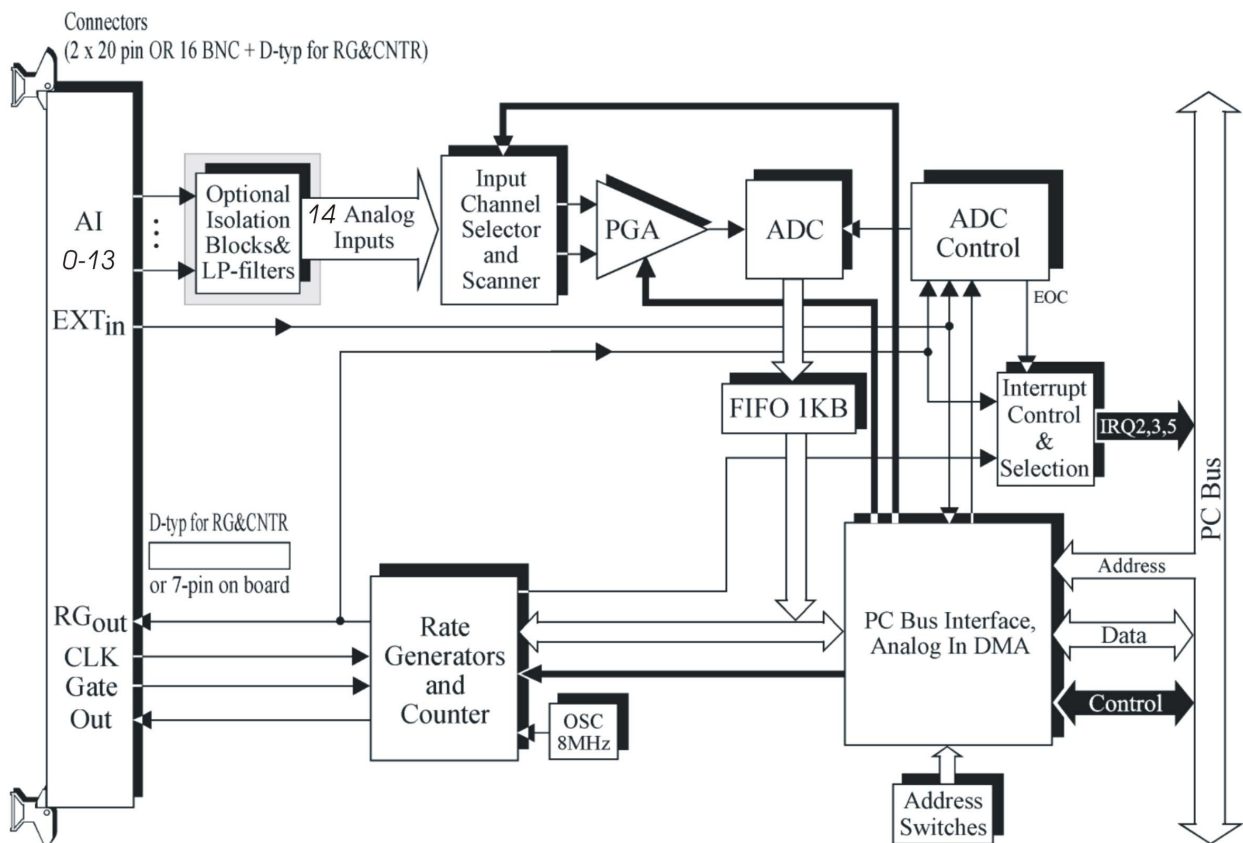 Connectors
(2 x 20 pin OR 16 BNC + D-typ for RG&CNTR)
AI
0-13
EXTin
Optional
Isolation
Blocks&
LP-filters
14 Analog
Inputs
Input
Channel
Selector
and
Scanner
PGA
ADC
ADC
Control
EOC
FIFO 1KB
Interrupt
Control
&
Selection
IRQ2,3,5
PC Bus
D-typ for RG&CNTR
or 7-pin on board
RGout
CLK
Gate
Out
Rate
Generators
and
Counter
OSC
8MHz
PC Bus Interface,
Analog In DMA
Address
Data
Control
Address
Switches